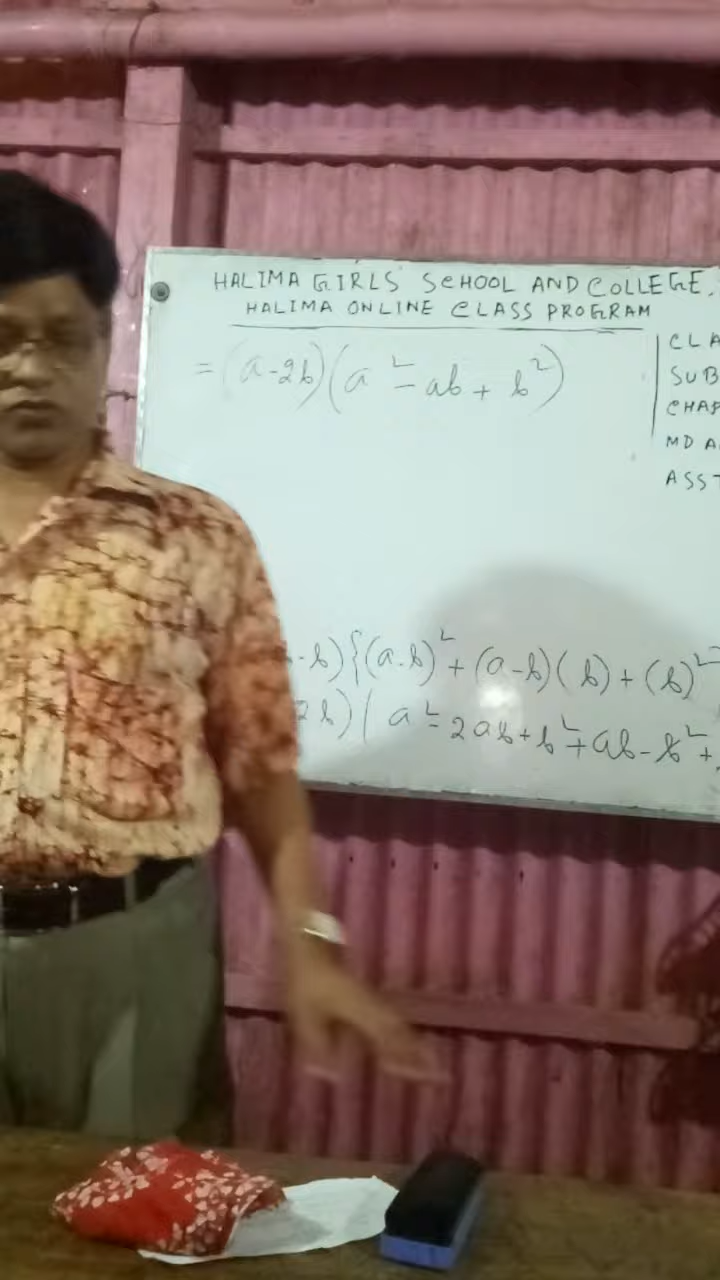 HALIMA GIRLS SCHOOL AND COLLEGE.
HALIMA ONLINE CLASS PROGRAM
= (a-2b)(a² - ab + b²)
CLA
SUB
CHAP
MD A
ASST
-b){(a-b)² + (a-b)(b) + (b)²
2b)(a² - 2ab + b² + ab - b² +